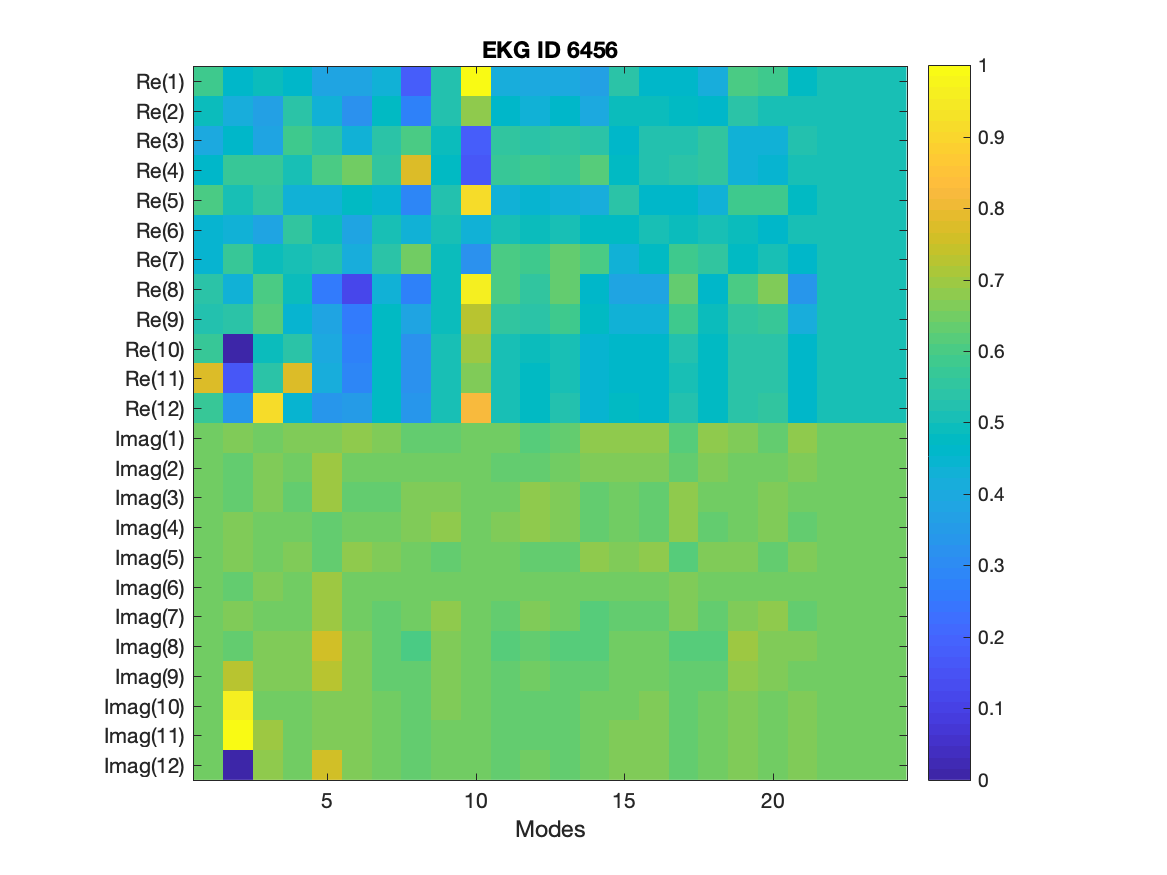 EKG ID 6456
Re(1)
Re(2)
Re(3)
Re(4)
Re(5)
Re(6)
Re(7)
Re(8)
Re(9)
Re(10)
Re(11)
Re(12)
Imag(1)
Imag(2)
Imag(3)
Imag(4)
Imag(5)
Imag(6)
Imag(7)
Imag(8)
Imag(9)
Imag(10)
Imag(11)
Imag(12)
5 10 15 20
Modes
1
0.9
0.8
0.7
0.6
0.5
0.4
0.3
0.2
0.1
0